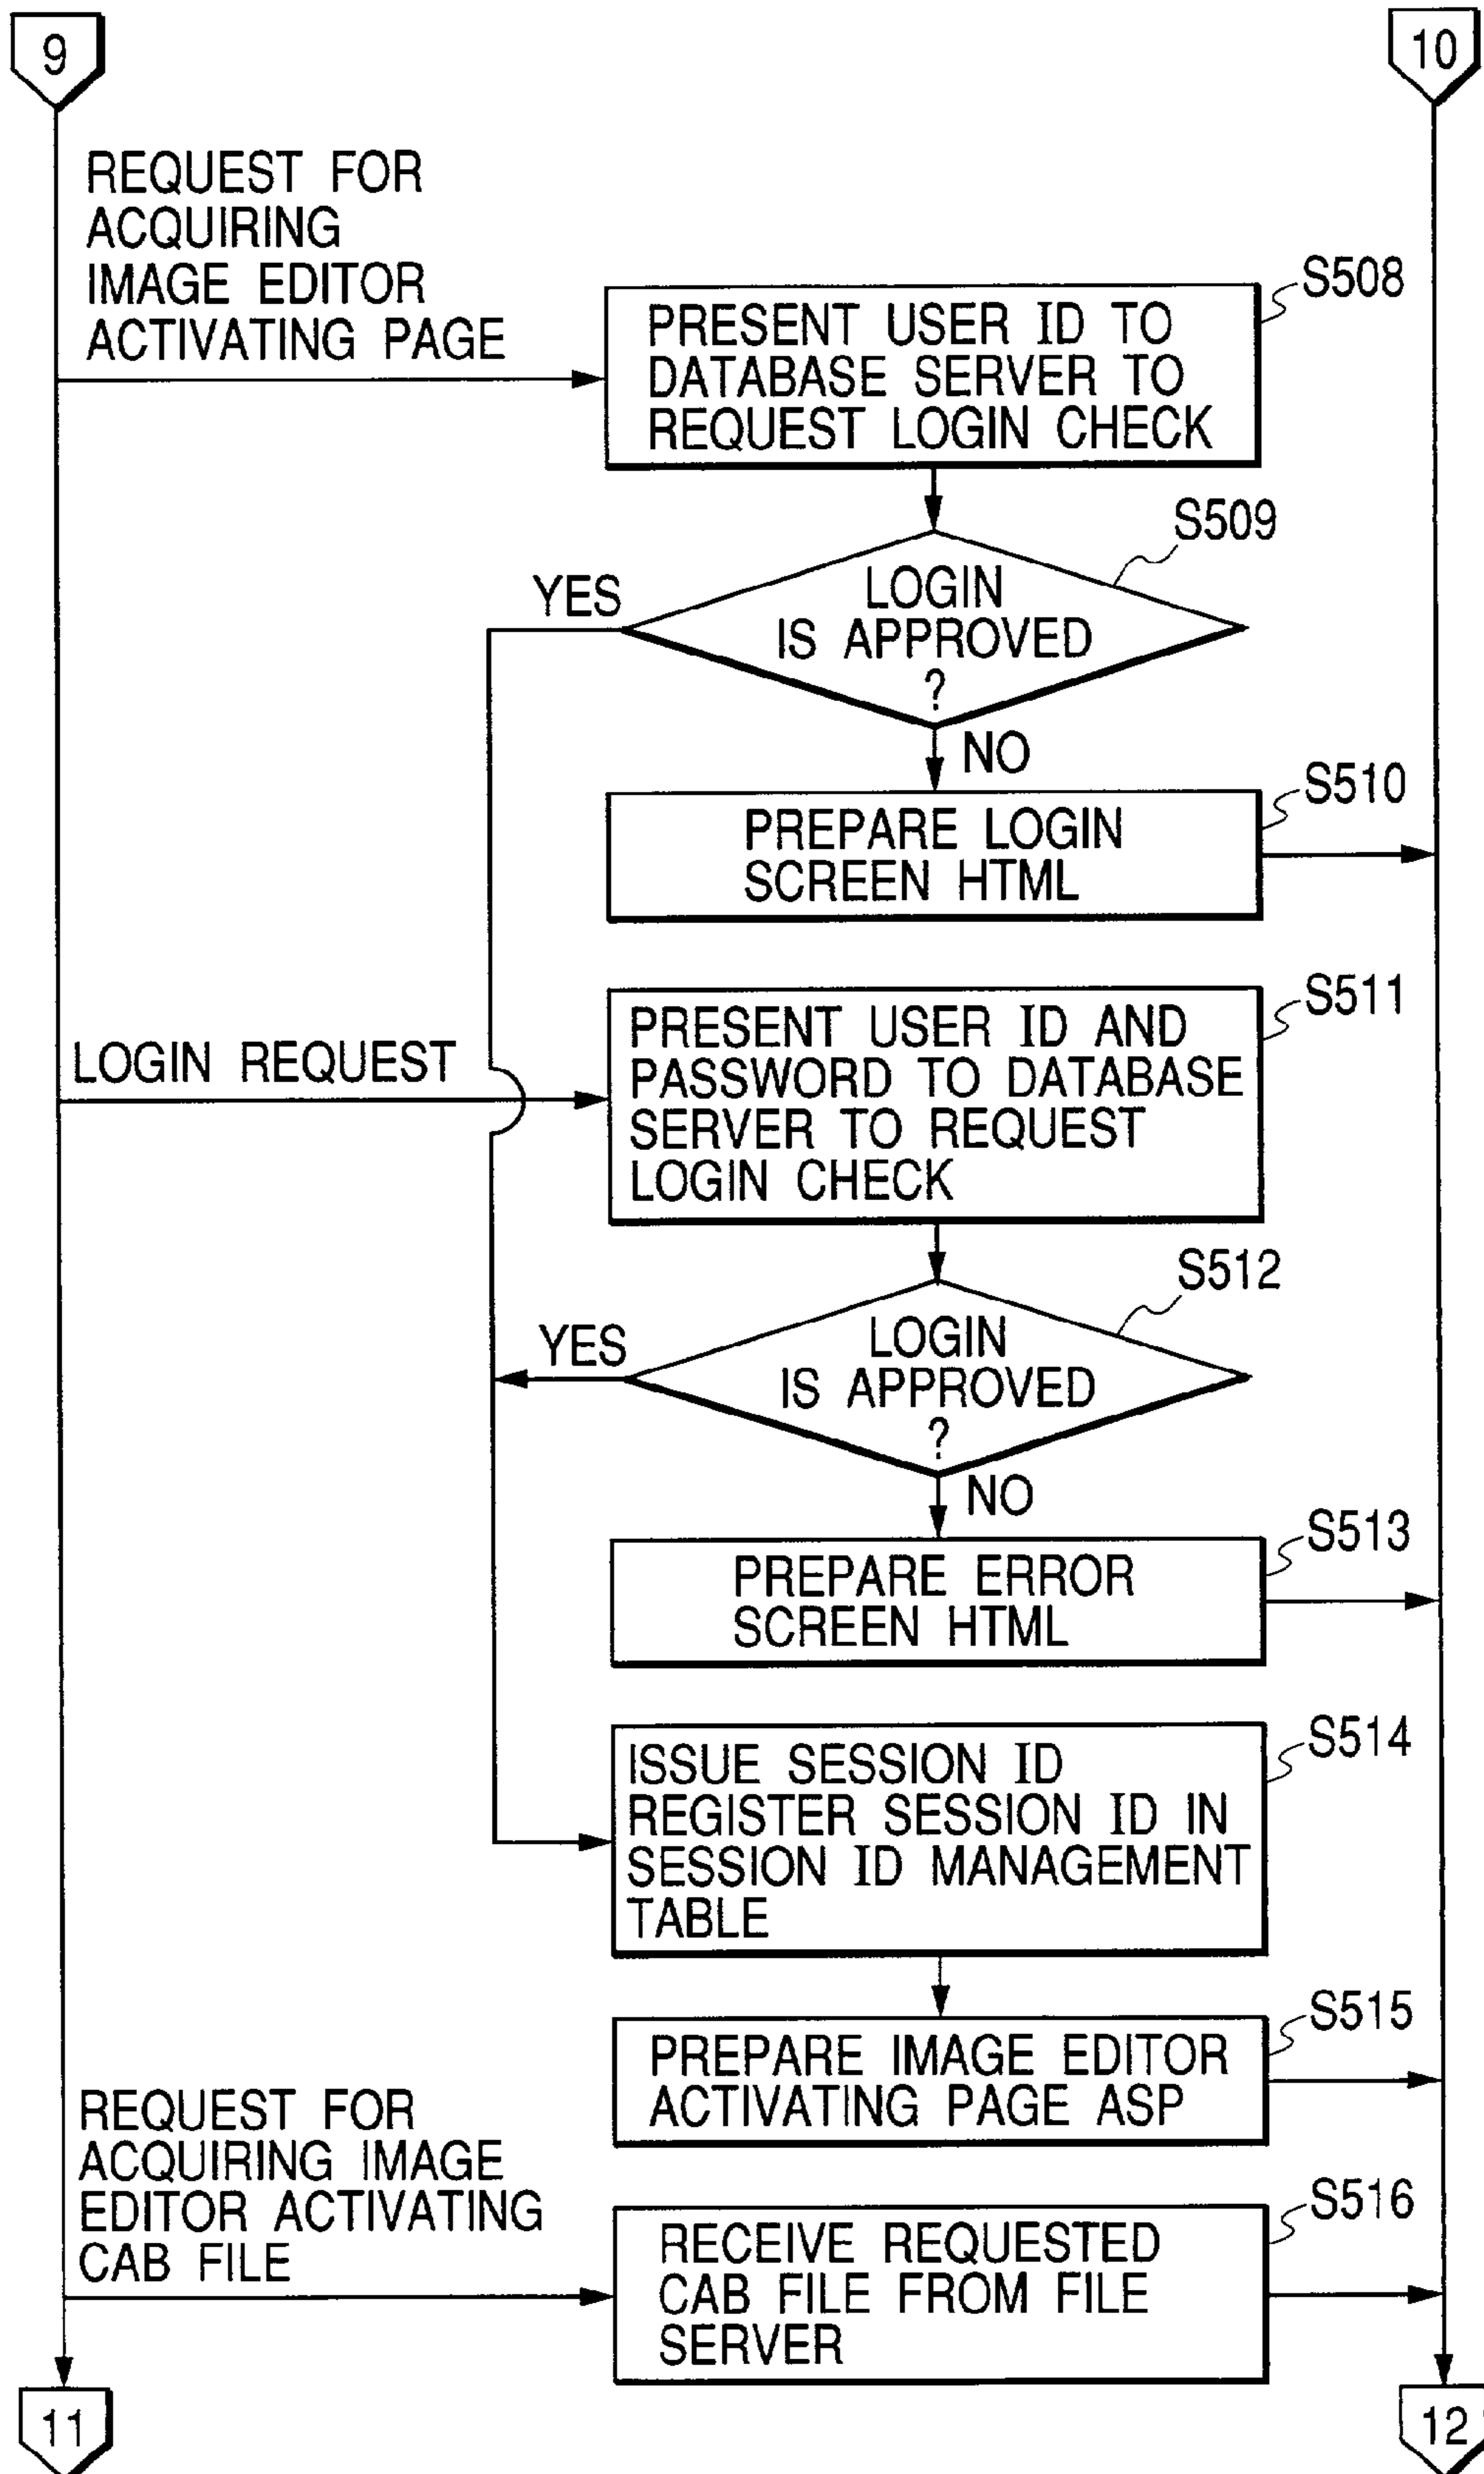 9
10
REQUEST FOR
ACQUIRING
IMAGE EDITOR
ACTIVATING PAGE
S508
PRESENT USER ID TO
DATABASE SERVER TO
REQUEST LOGIN CHECK
S509
YES
LOGIN
IS APPROVED
?
NO
S510
PREPARE LOGIN
SCREEN HTML
S511
LOGIN REQUEST
PRESENT USER ID AND
PASSWORD TO DATABASE
SERVER TO REQUEST
LOGIN CHECK
S512
YES
LOGIN
IS APPROVED
?
NO
S513
PREPARE ERROR
SCREEN HTML
S514
ISSUE SESSION ID
REGISTER SESSION ID IN
SESSION ID MANAGEMENT
TABLE
S515
PREPARE IMAGE EDITOR
ACTIVATING PAGE ASP
REQUEST FOR
ACQUIRING IMAGE
EDITOR ACTIVATING
CAB FILE
S516
RECEIVE REQUESTED
CAB FILE FROM FILE
SERVER
11
12